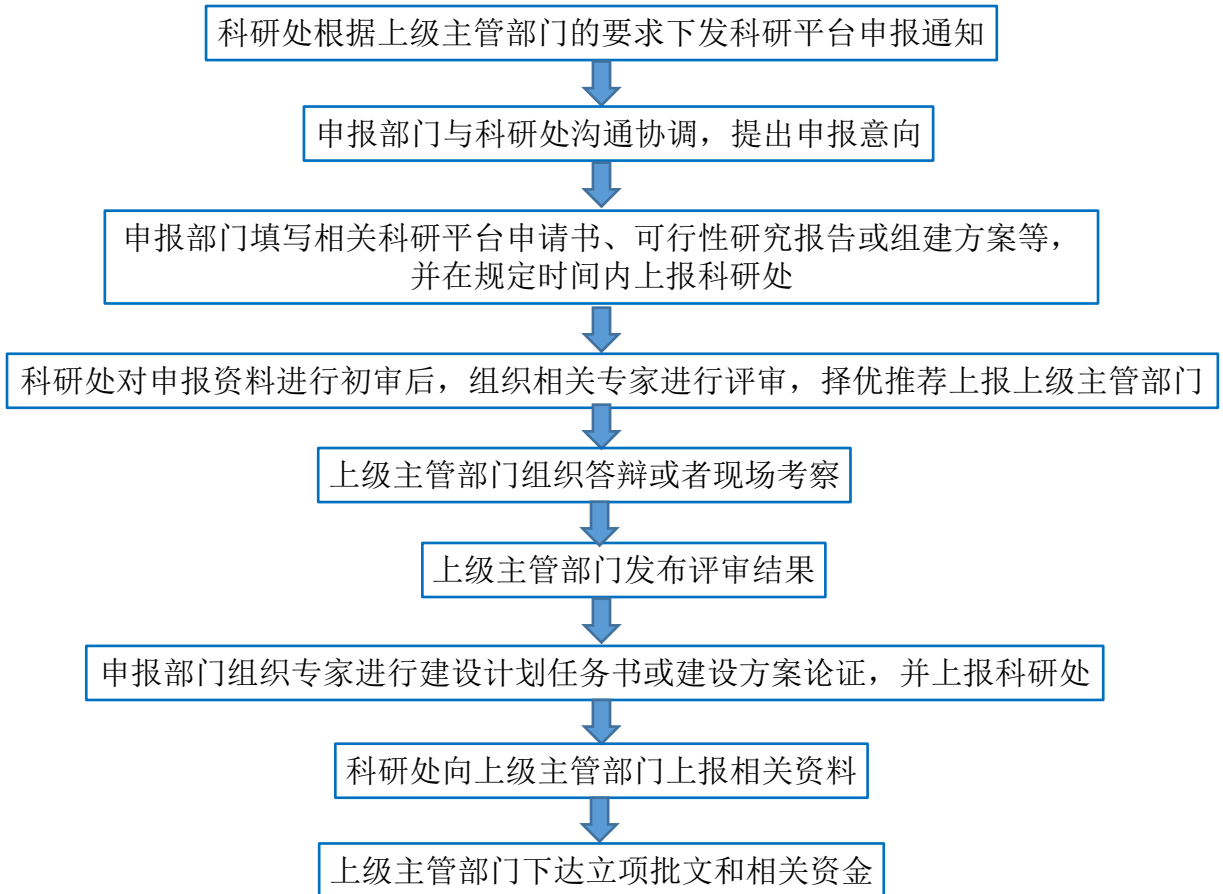 科研处根据上级主管部门的要求下发科研平台申报通知
申报部门与科研处沟通协调，提出申报意向
申报部门填写相关科研平台申请书、可行性研究报告或组建方案等，
并在规定时间内上报科研处
科研处对申报资料进行初审后，组织相关专家进行评审，择优推荐上报上级主管部门
上级主管部门组织答辩或者现场考察
上级主管部门发布评审结果
申报部门组织专家进行建设计划任务书或建设方案论证，并上报科研处
科研处向上级主管部门上报相关资料
上级主管部门下达立项批文和相关资金